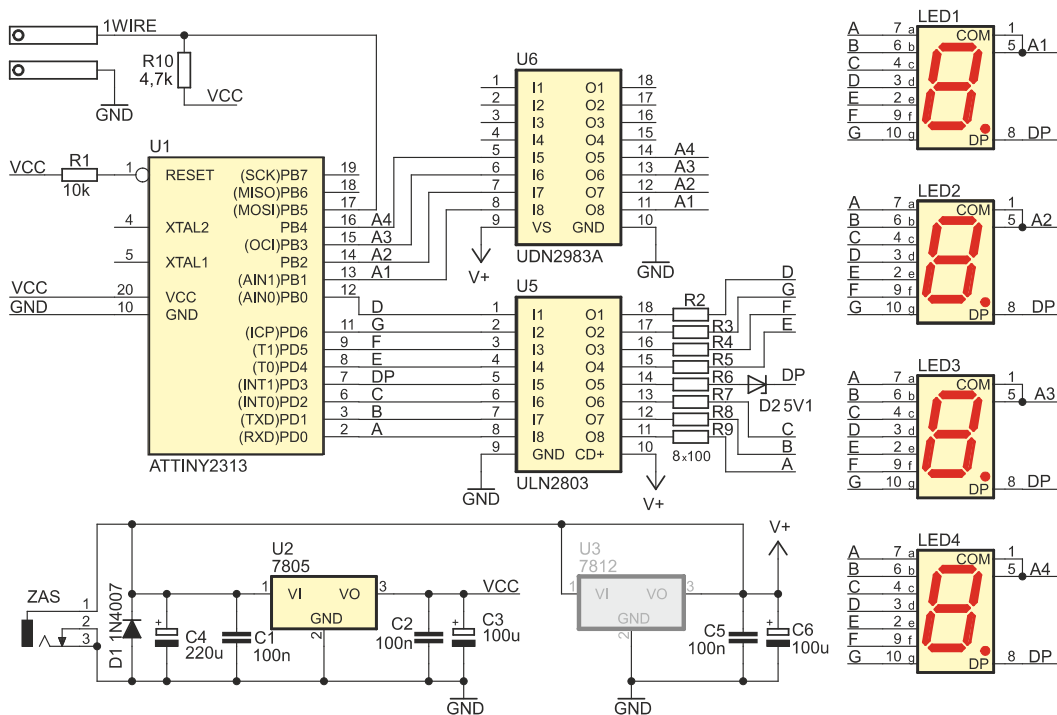 1WIRE
R10
4,7k
VCC
GND
U1
VCC
R1
10k
1
RESET
4
XTAL2
5
XTAL1
VCC
20
VCC
GND
10
GND
(SCK)PB7
19
(MISO)PB6
18
(MOSI)PB5
17
PB4
16
A4
(OCI)PB3
15
A3
PB2
14
A2
(AIN1)PB1
13
A1
(AIN0)PB0
12
D
(ICP)PD6
11
G
(T1)PD5
9
F
(T0)PD4
8
E
(INT1)PD3
7
DP
(INT0)PD2
6
C
(TXD)PD1
3
B
(RXD)PD0
2
A
ATTINY2313
U6
1 I1 O1 18
2 I2 O2 17
3 I3 O3 16
4 I4 O4 15
5 I5 O5 14 A4
6 I6 O6 13 A3
7 I7 O7 12 A2
8 I8 O8 11 A1
9 VS GND 10
V+
UDN2983A
GND
U5
1 I1 O1 18 R2 D
2 I2 O2 17 R3 G
3 I3 O3 16 R4 F
4 I4 O4 15 R5 E
5 I5 O5 14 R6 DP
D2 5V1
6 I6 O6 13 R7 C
7 I7 O7 12 R8 B
8 I8 O8 11 R9 A
9 GND CD+ 10
8x100
GND
ULN2803
V+
ZAS
1
2
3
D1 1N4007
C4
220u
+
C1
100n
U2
7805
1 VI VO 3
GND
2
VCC
C2
100n
+
C3
100u
GND
U3
7812
1 VI VO 3
GND
2
GND
V+
C5
100n
+
C6
100u
LED1
A 7 a
B 6 b
C 4 c
D 3 d
E 2 e
F 9 f
G 10 g
COM 1
5 A1
DP 8 DP
LED2
A 7 a
B 6 b
C 4 c
D 3 d
E 2 e
F 9 f
G 10 g
COM 1
5 A2
DP 8 DP
LED3
A 7 a
B 6 b
C 4 c
D 3 d
E 2 e
F 9 f
G 10 g
COM 1
5 A3
DP 8 DP
LED4
A 7 a
B 6 b
C 4 c
D 3 d
E 2 e
F 9 f
G 10 g
COM 1
5 A4
DP 8 DP